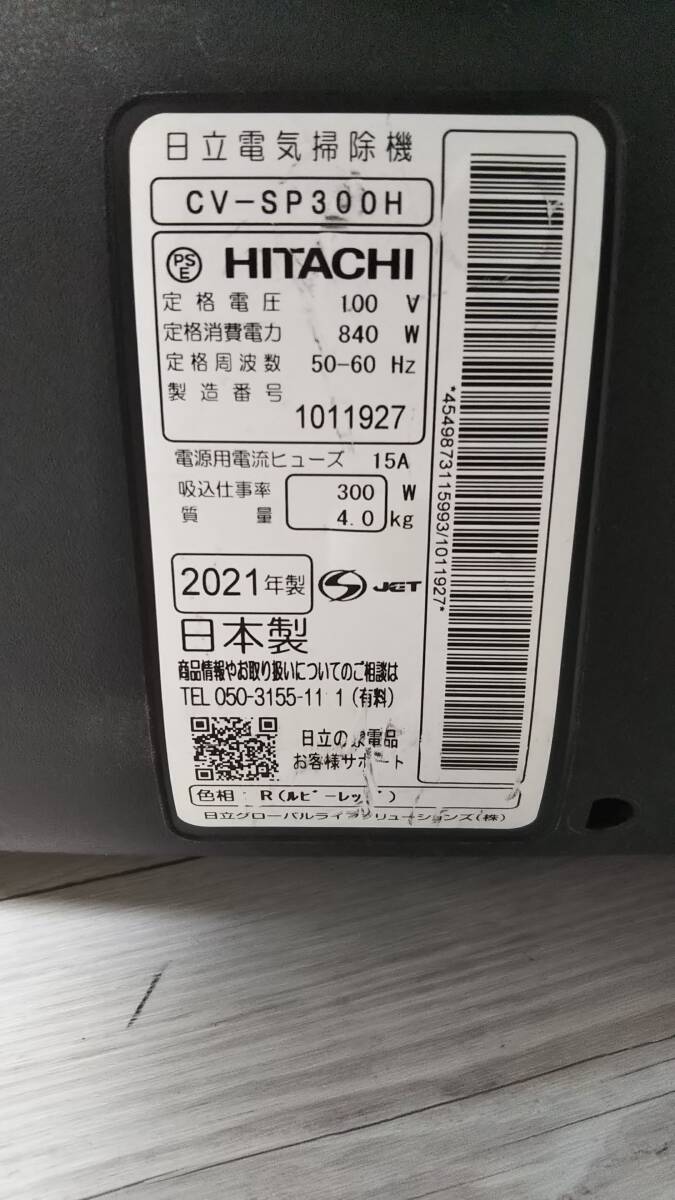 日立電気掃除機
CV-SP300H
PSE HITACHI
定格電圧 100 V
定格消費電力 840 W
定格周波数 50-60 Hz
製造番号
1011927
電源用電流ヒューズ 15A
吸込仕事率 300 W
質量 4.0 kg
2021年製 S JET
日本製
商品情報やお取り扱いについてのご相談は
TEL 050-3155-11 1 (有料)
日立の 電品
お客様サ ート
色相 R(ルビーレッ )
日立グローバルライ ソリューションズ(株)
*4549873115993/1011927*